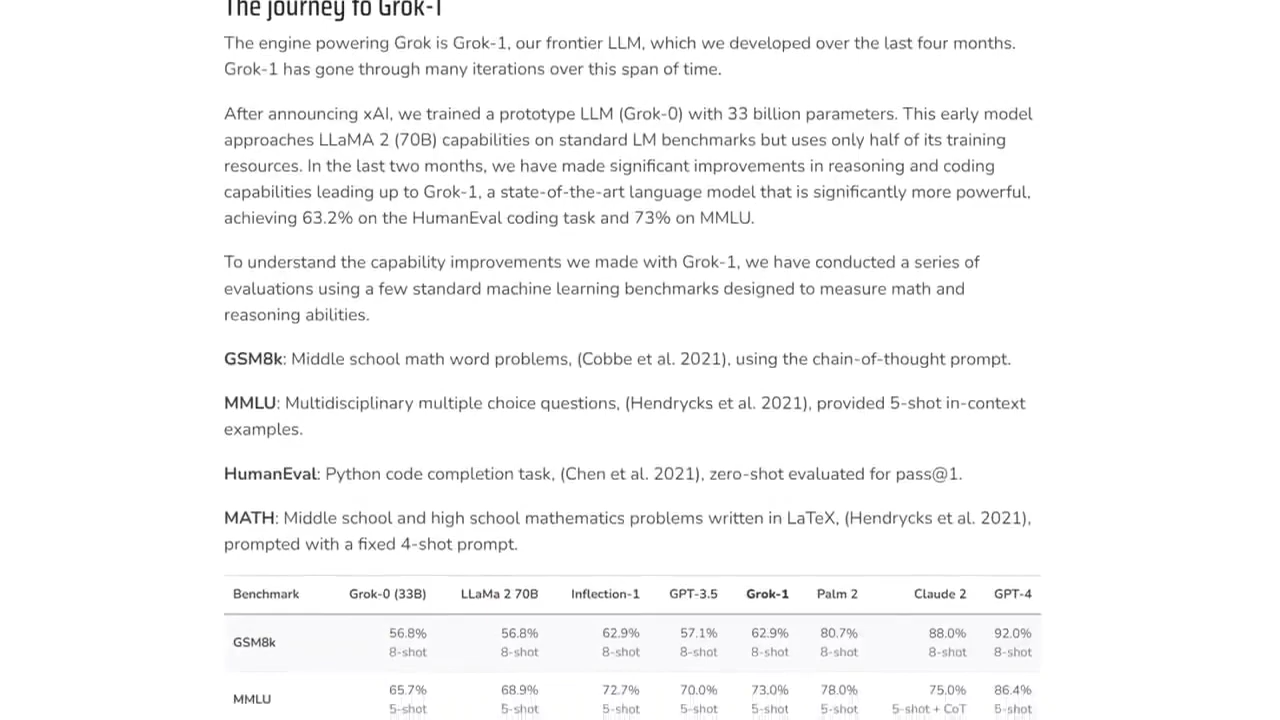 The journey to Grok-1
The engine powering Grok is Grok-1, our frontier LLM, which we developed over the last four months.
Grok-1 has gone through many iterations over this span of time.
After announcing xAI, we trained a prototype LLM (Grok-0) with 33 billion parameters. This early model
approaches LLaMA 2 (70B) capabilities on standard LM benchmarks but uses only half of its training
resources. In the last two months, we have made significant improvements in reasoning and coding
capabilities leading up to Grok-1, a state-of-the-art language model that is significantly more powerful,
achieving 63.2% on the HumanEval coding task and 73% on MMLU.
To understand the capability improvements we made with Grok-1, we have conducted a series of
evaluations using a few standard machine learning benchmarks designed to measure math and
reasoning abilities.
GSM8k: Middle school math word problems, (Cobbe et al. 2021), using the chain-of-thought prompt.
MMLU: Multidisciplinary multiple choice questions, (Hendrycks et al. 2021), provided 5-shot in-context
examples.
HumanEval: Python code completion task, (Chen et al. 2021), zero-shot evaluated for pass@1.
MATH: Middle school and high school mathematics problems written in LaTeX, (Hendrycks et al. 2021),
prompted with a fixed 4-shot prompt.
Benchmark Grok-0 (33B) LLaMa 2 70B Inflection-1 GPT-3.5 Grok-1 Palm 2 Claude 2 GPT-4
GSM8k 56.8% 56.8% 62.9% 57.1% 62.9% 80.7% 88.0% 92.0%
8-shot 8-shot 8-shot 8-shot 8-shot 8-shot 8-shot 8-shot
MMLU 65.7% 68.9% 72.7% 70.0% 73.0% 78.0% 75.0% 86.4%
5-shot 5-shot 5-shot 5-shot 5-shot 5-shot 5-shot + CoT 5-shot